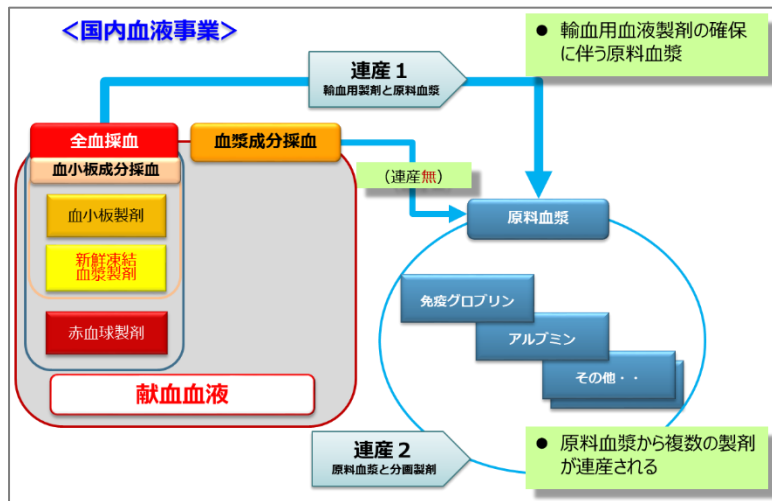 ＜国内血液事業＞
● 輸血用血液製剤の確保
に伴う原料血漿
連産１
輸血用製剤と原料血漿
全血採血
血漿成分採血
血小板成分採血
（連産無）
血小板製剤
原料血漿
新鮮凍結
血漿製剤
免疫グロブリン
赤血球製剤
アルブミン
その他・・
献血血液
連産２
原料血漿と分画製剤
● 原料血漿から複数の製剤
が連産される